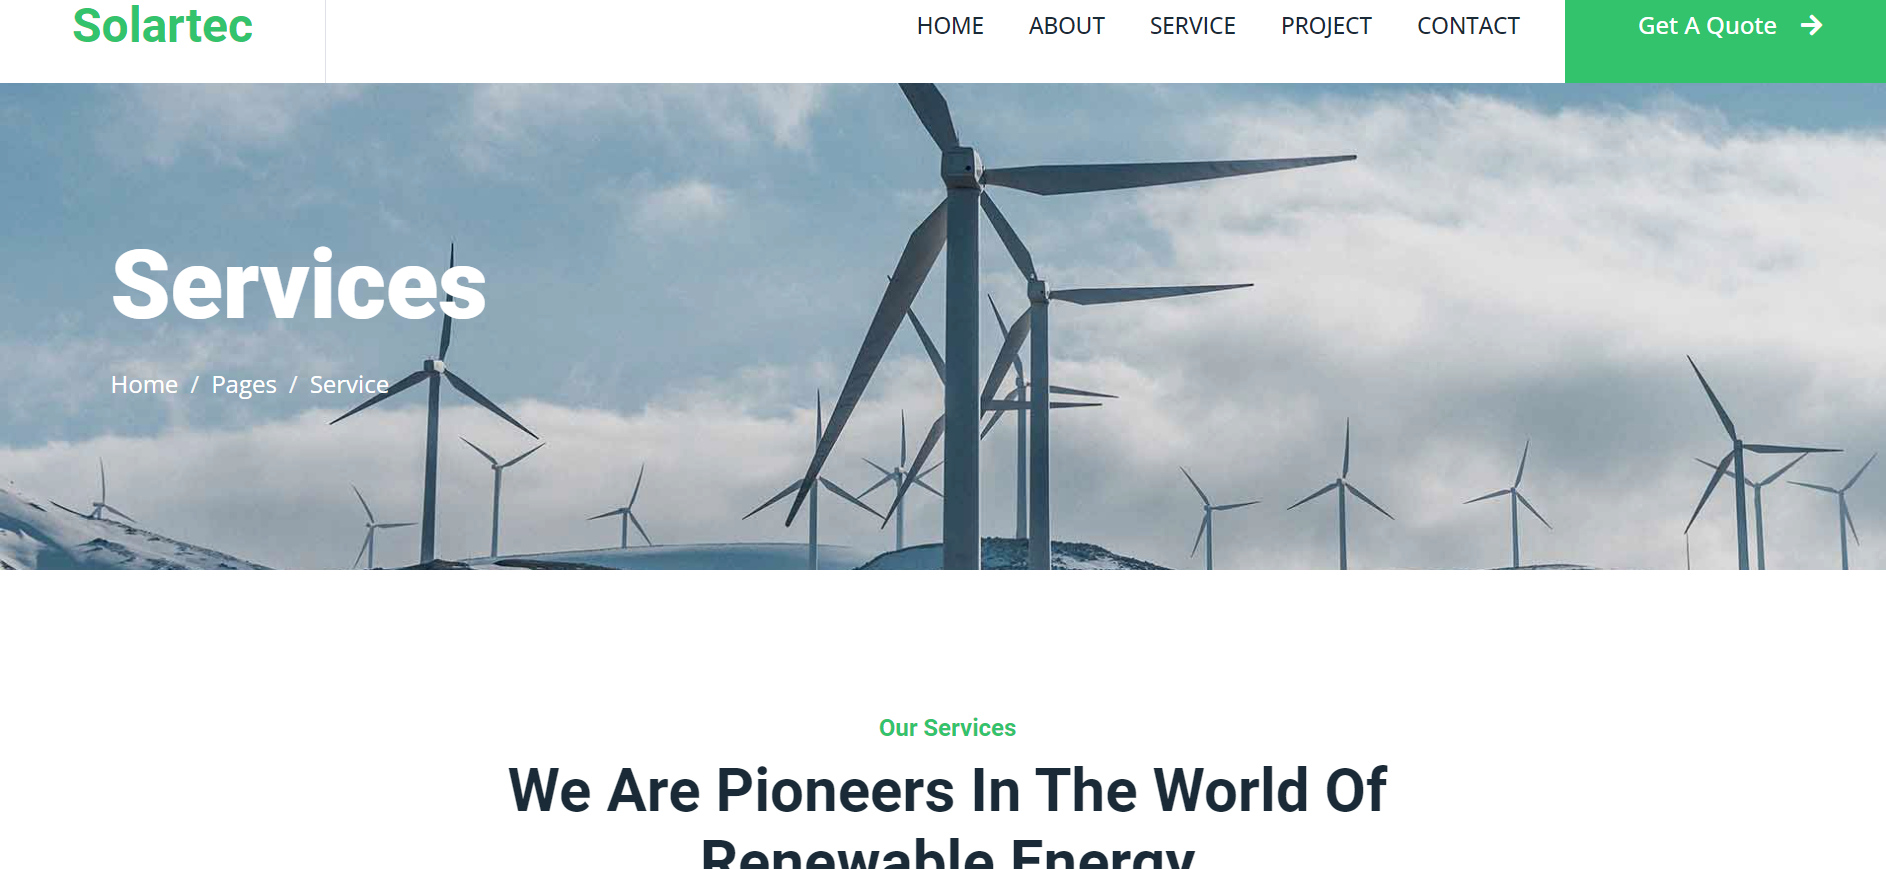 Solartec
HOME ABOUT SERVICE PROJECT CONTACT
Get A Quote
Services
Home / Pages / Service
Our Services
We Are Pioneers In The World Of
Renewable Energy